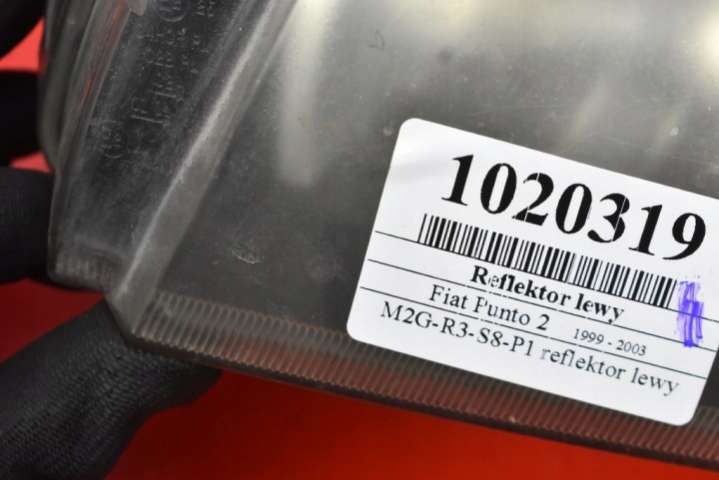 1020319
Reflektor lewy
Fiat Punto 2 1999 - 2003
M2G-R3-S8-P1 reflektor lewy